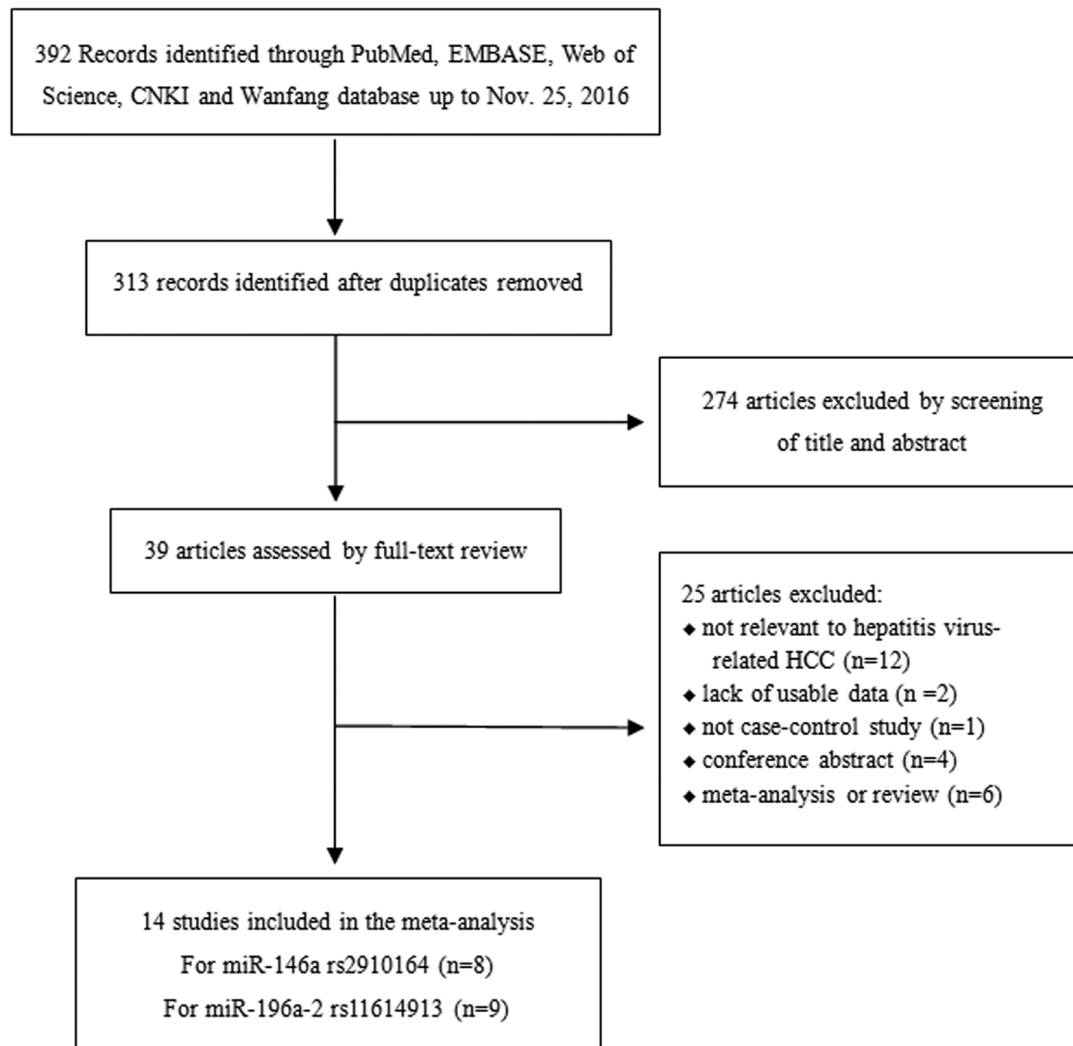 392 Records identified through PubMed, EMBASE, Web of
Science, CNKI and Wanfang database up to Nov. 25, 2016
313 records identified after duplicates removed
274 articles excluded by screening
of title and abstract
39 articles assessed by full-text review
25 articles excluded:
◆ not relevant to hepatitis virus-
related HCC (n=12)
◆ lack of usable data (n =2)
◆ not case-control study (n=1)
◆ conference abstract (n=4)
◆ meta-analysis or review (n=6)
14 studies included in the meta-analysis
For miR-146a rs2910164 (n=8)
For miR-196a-2 rs11614913 (n=9)